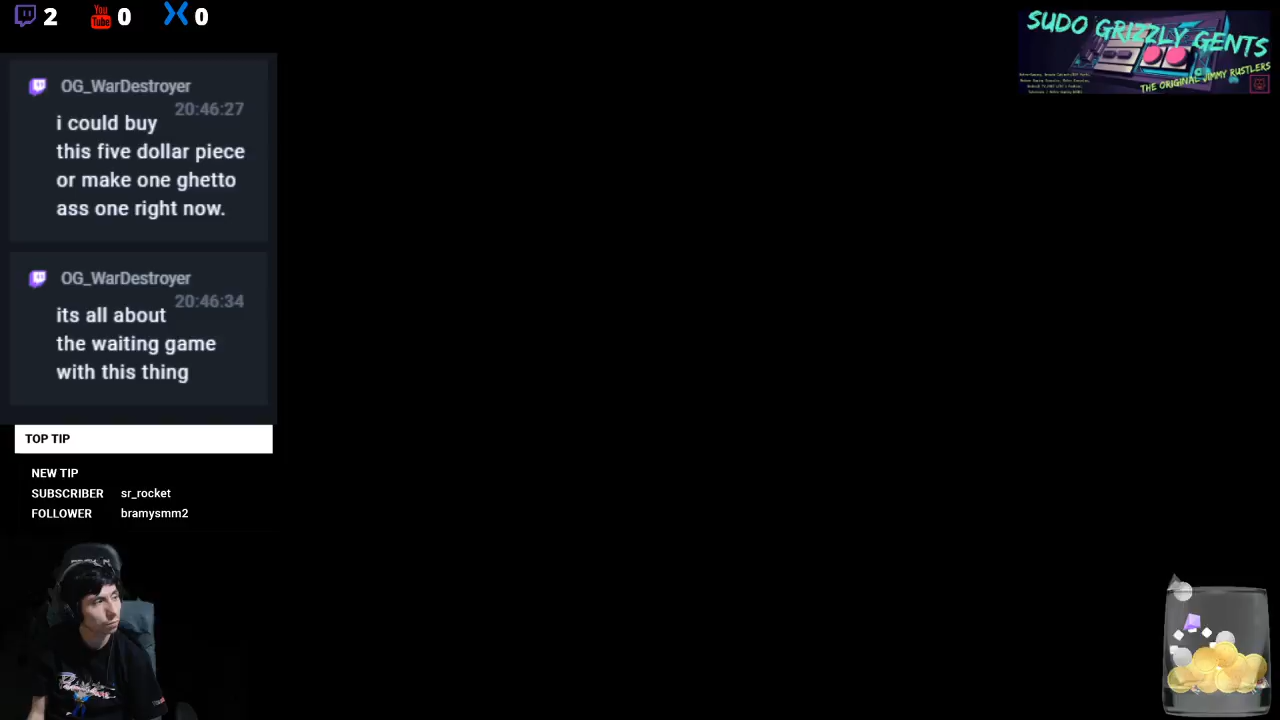 2
You
Tube
0
0
SUDO GRIZZLY GENTS
THE ORIGINAL JIMMY RUSTLERS
OG_WarDestroyer
20:46:27
i could buy
this five dollar piece
or make one ghetto
ass one right now.
OG_WarDestroyer
20:46:34
its all about
the waiting game
with this thing
TOP TIP
NEW TIP
SUBSCRIBER sr_rocket
FOLLOWER bramysmm2